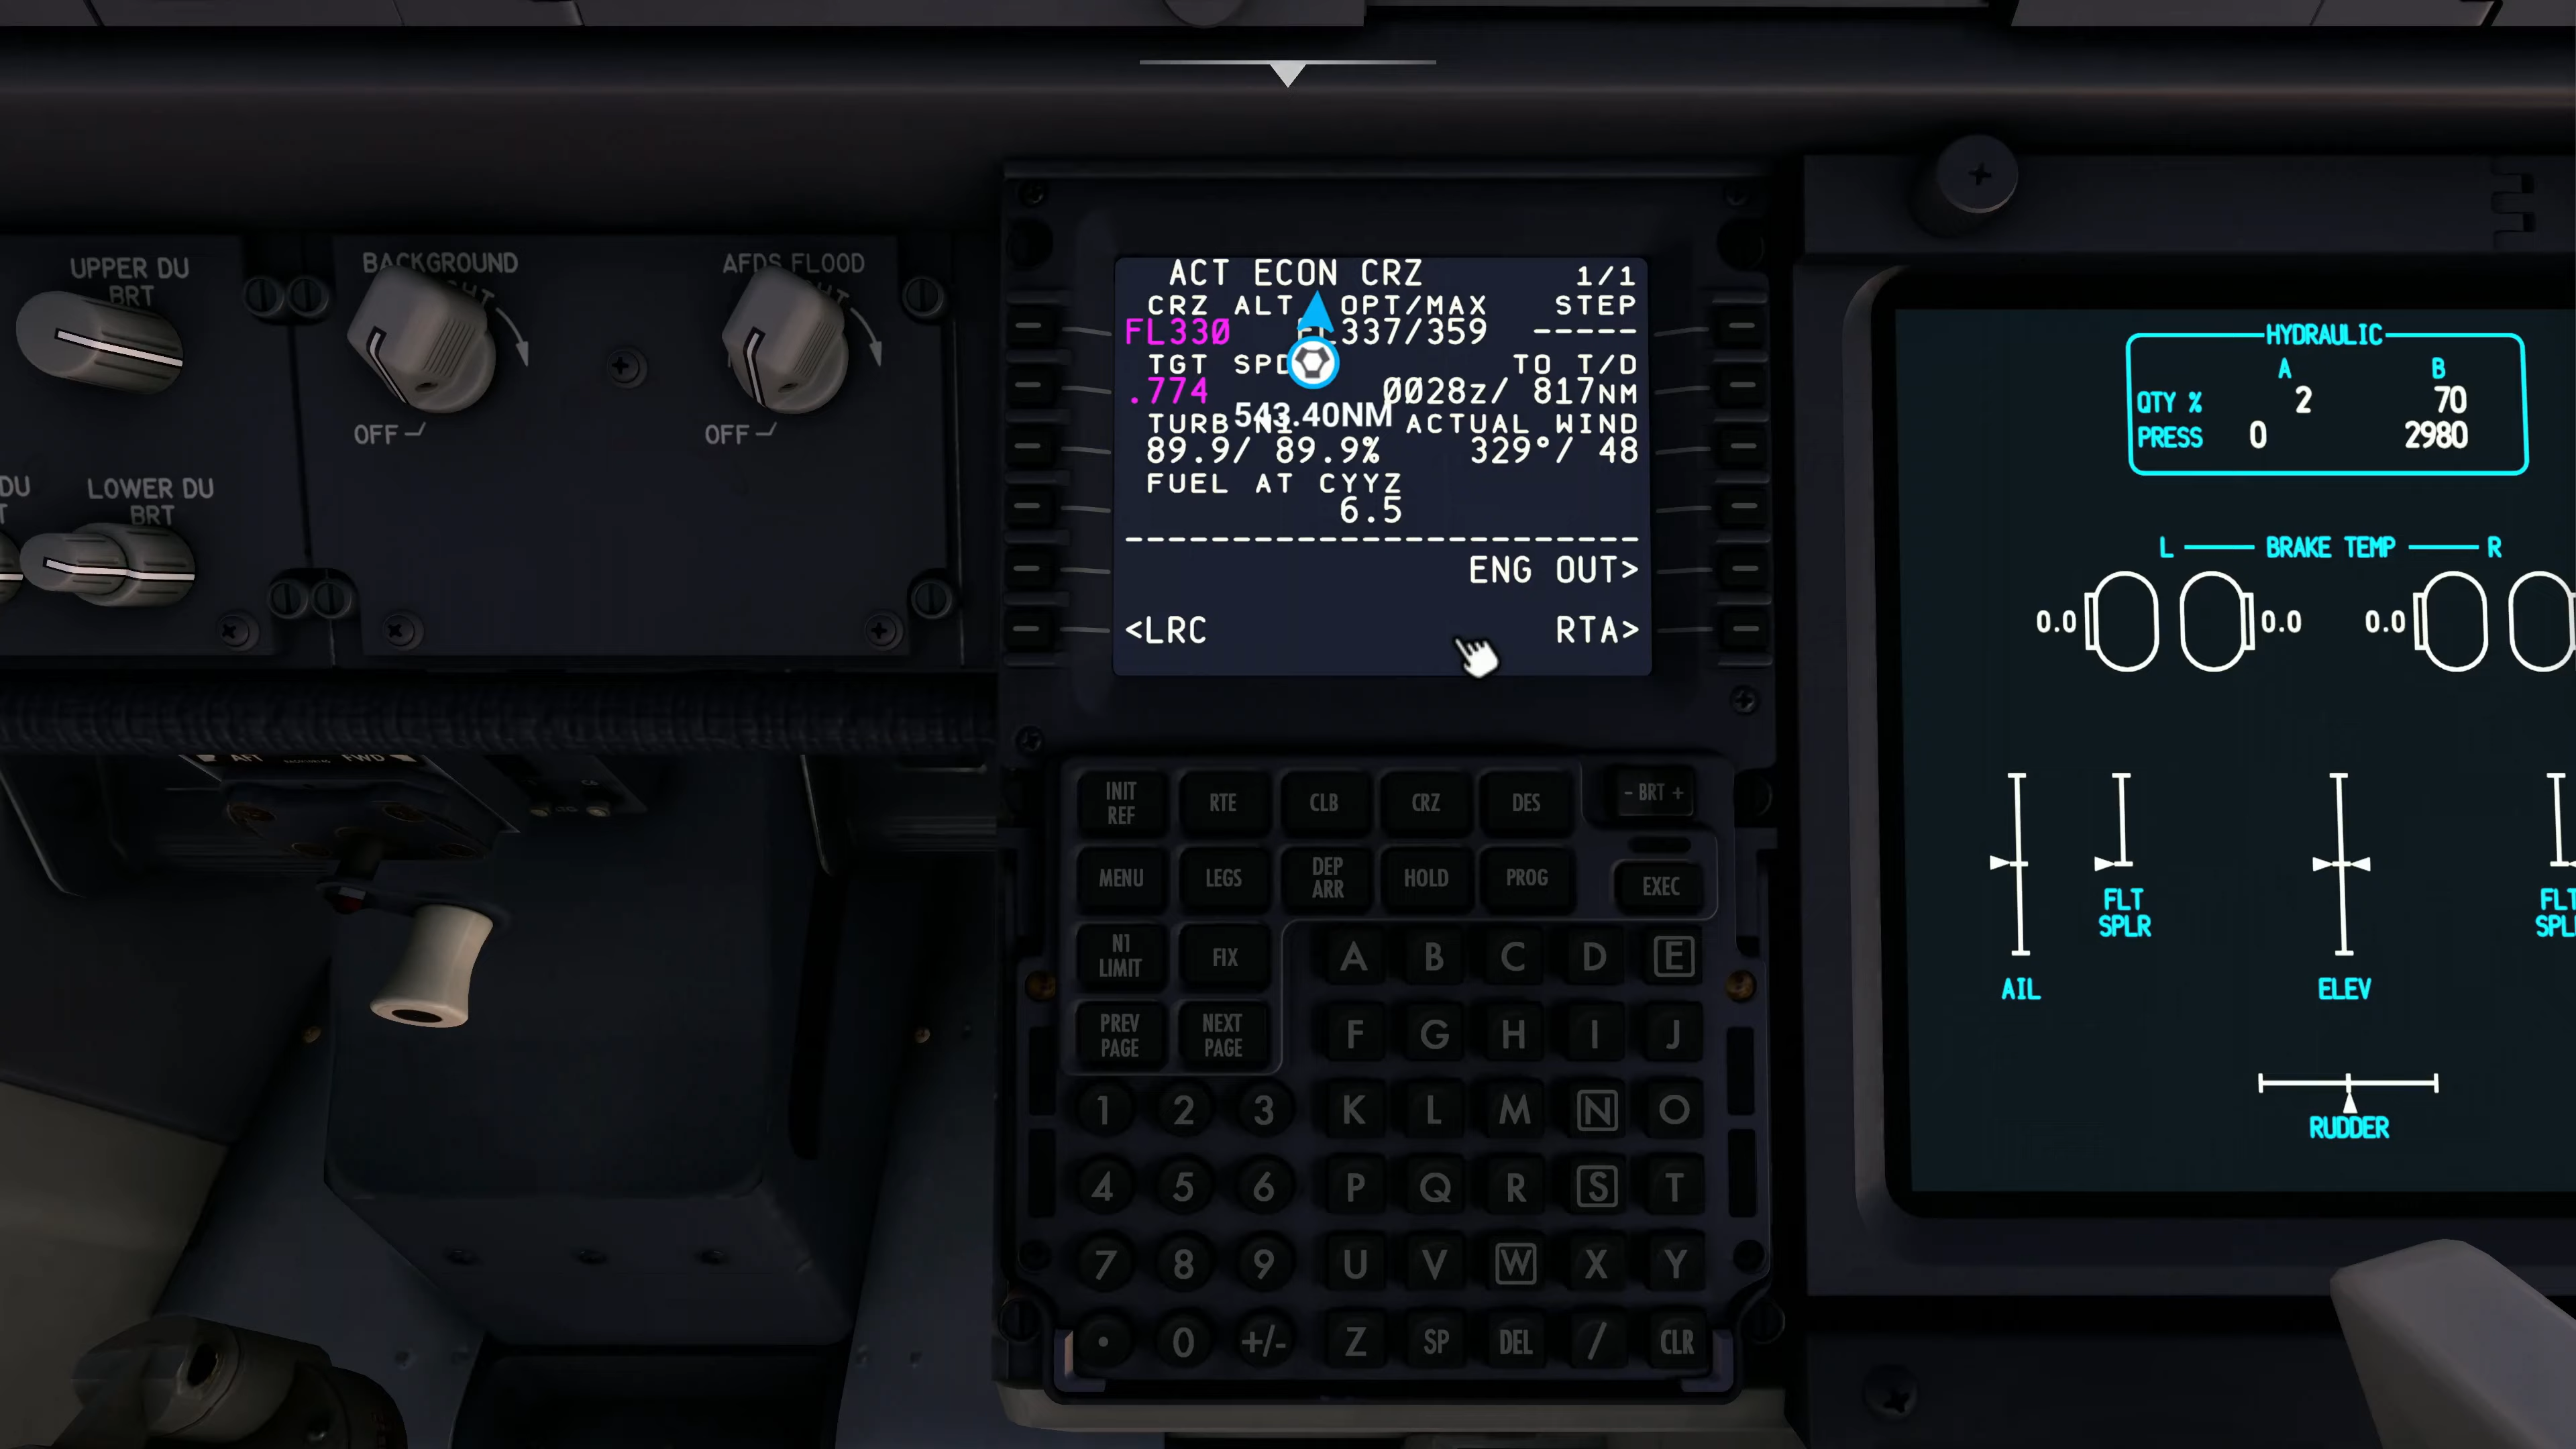 UPPER DU
BRT
BACKGROUND
OFF
AFDS FLOOD
OFF
DU
LOWER DU
BRT
AFT
FWD
ACT ECON CRZ 1/1
CRZ ALT OPT/MAX STEP
FL330 FL337/359 -----
TGT SPD TO T/D
.774 0028z/ 817NM
543.40NM
TURB N1 ACTUAL WIND
89.9/ 89.9% 329°/ 48
FUEL AT CYYZ
6.5
------------------------
ENG OUT>
<LRC RTA>
INIT REF RTE CLB CRZ DES - BRT +
MENU LEGS DEP ARR HOLD PROG EXEC
N1 LIMIT FIX A B C D E
PREV PAGE NEXT PAGE F G H I J
1 2 3 K L M N O
4 5 6 P Q R S T
7 8 9 U V W X Y
. 0 +/- Z SP DEL / CLR
HYDRAULIC
A B
QTY % 2 70
PRESS 0 2980
L BRAKE TEMP R
0.0 0.0 0.0
FLT
SPLR
FLT
AIL
ELEV
RUDDER